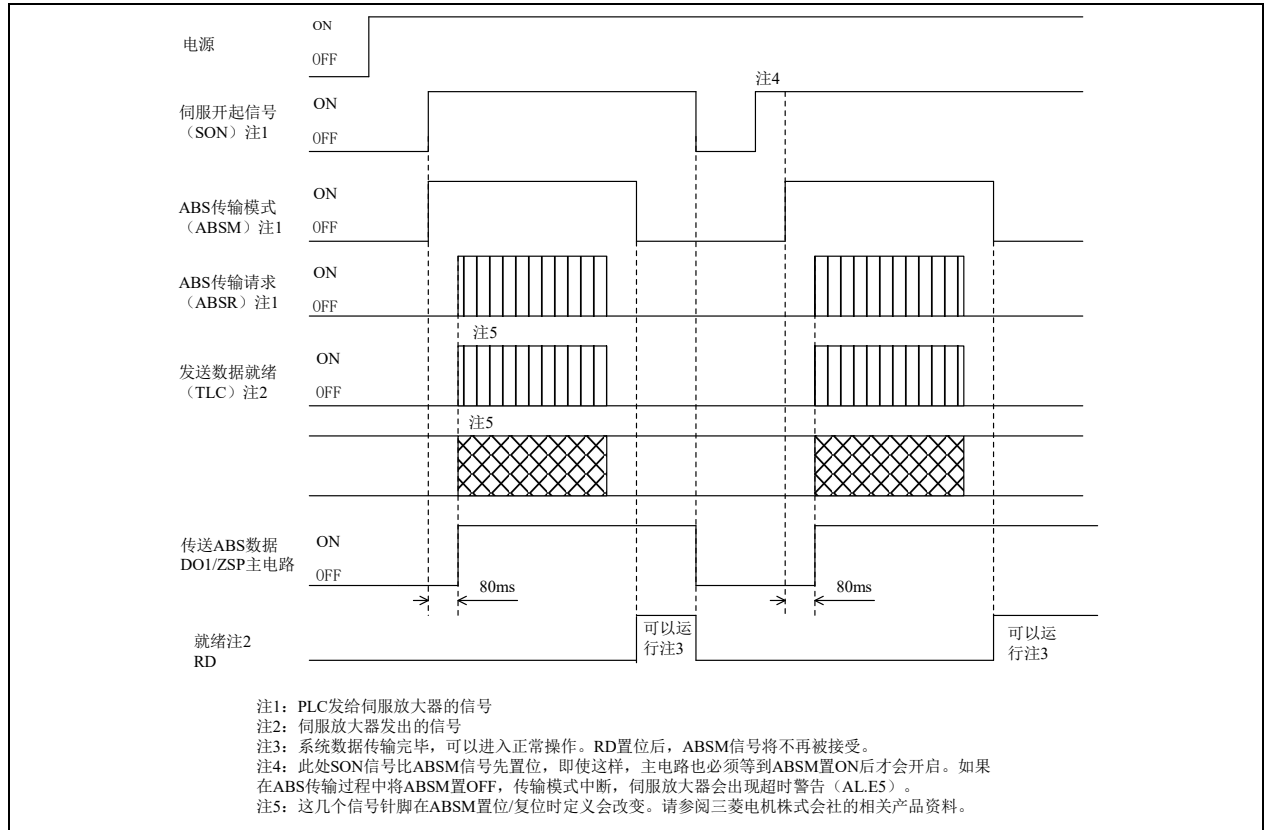 电源
ON
OFF
注4
伺服开起信号
（SON）注1
ON
OFF
ABS传输模式
（ABSM）注1
ON
OFF
ABS传输请求
（ABSR）注1
ON
OFF
注5
发送数据就绪
（TLC）注2
ON
OFF
注5
传送ABS数据
DO1/ZSP主电路
ON
OFF
80ms
80ms
就绪注2
RD
可以运
行注3
可以运
行注3
注1：PLC发给伺服放大器的信号
注2：伺服放大器发出的信号
注3：系统数据传输完毕，可以进入正常操作。RD置位后，ABSM信号将不再被接受。
注4：此处SON信号比ABSM信号先置位，即使这样，主电路也必须等到ABSM置ON后才会开启。如果
在ABS传输过程中将ABSM置OFF，传输模式中断，伺服放大器会出现超时警告（AL.E5）。
注5：这几个信号针脚在ABSM置位/复位时定义会改变。请参阅三菱电机株式会社的相关产品资料。